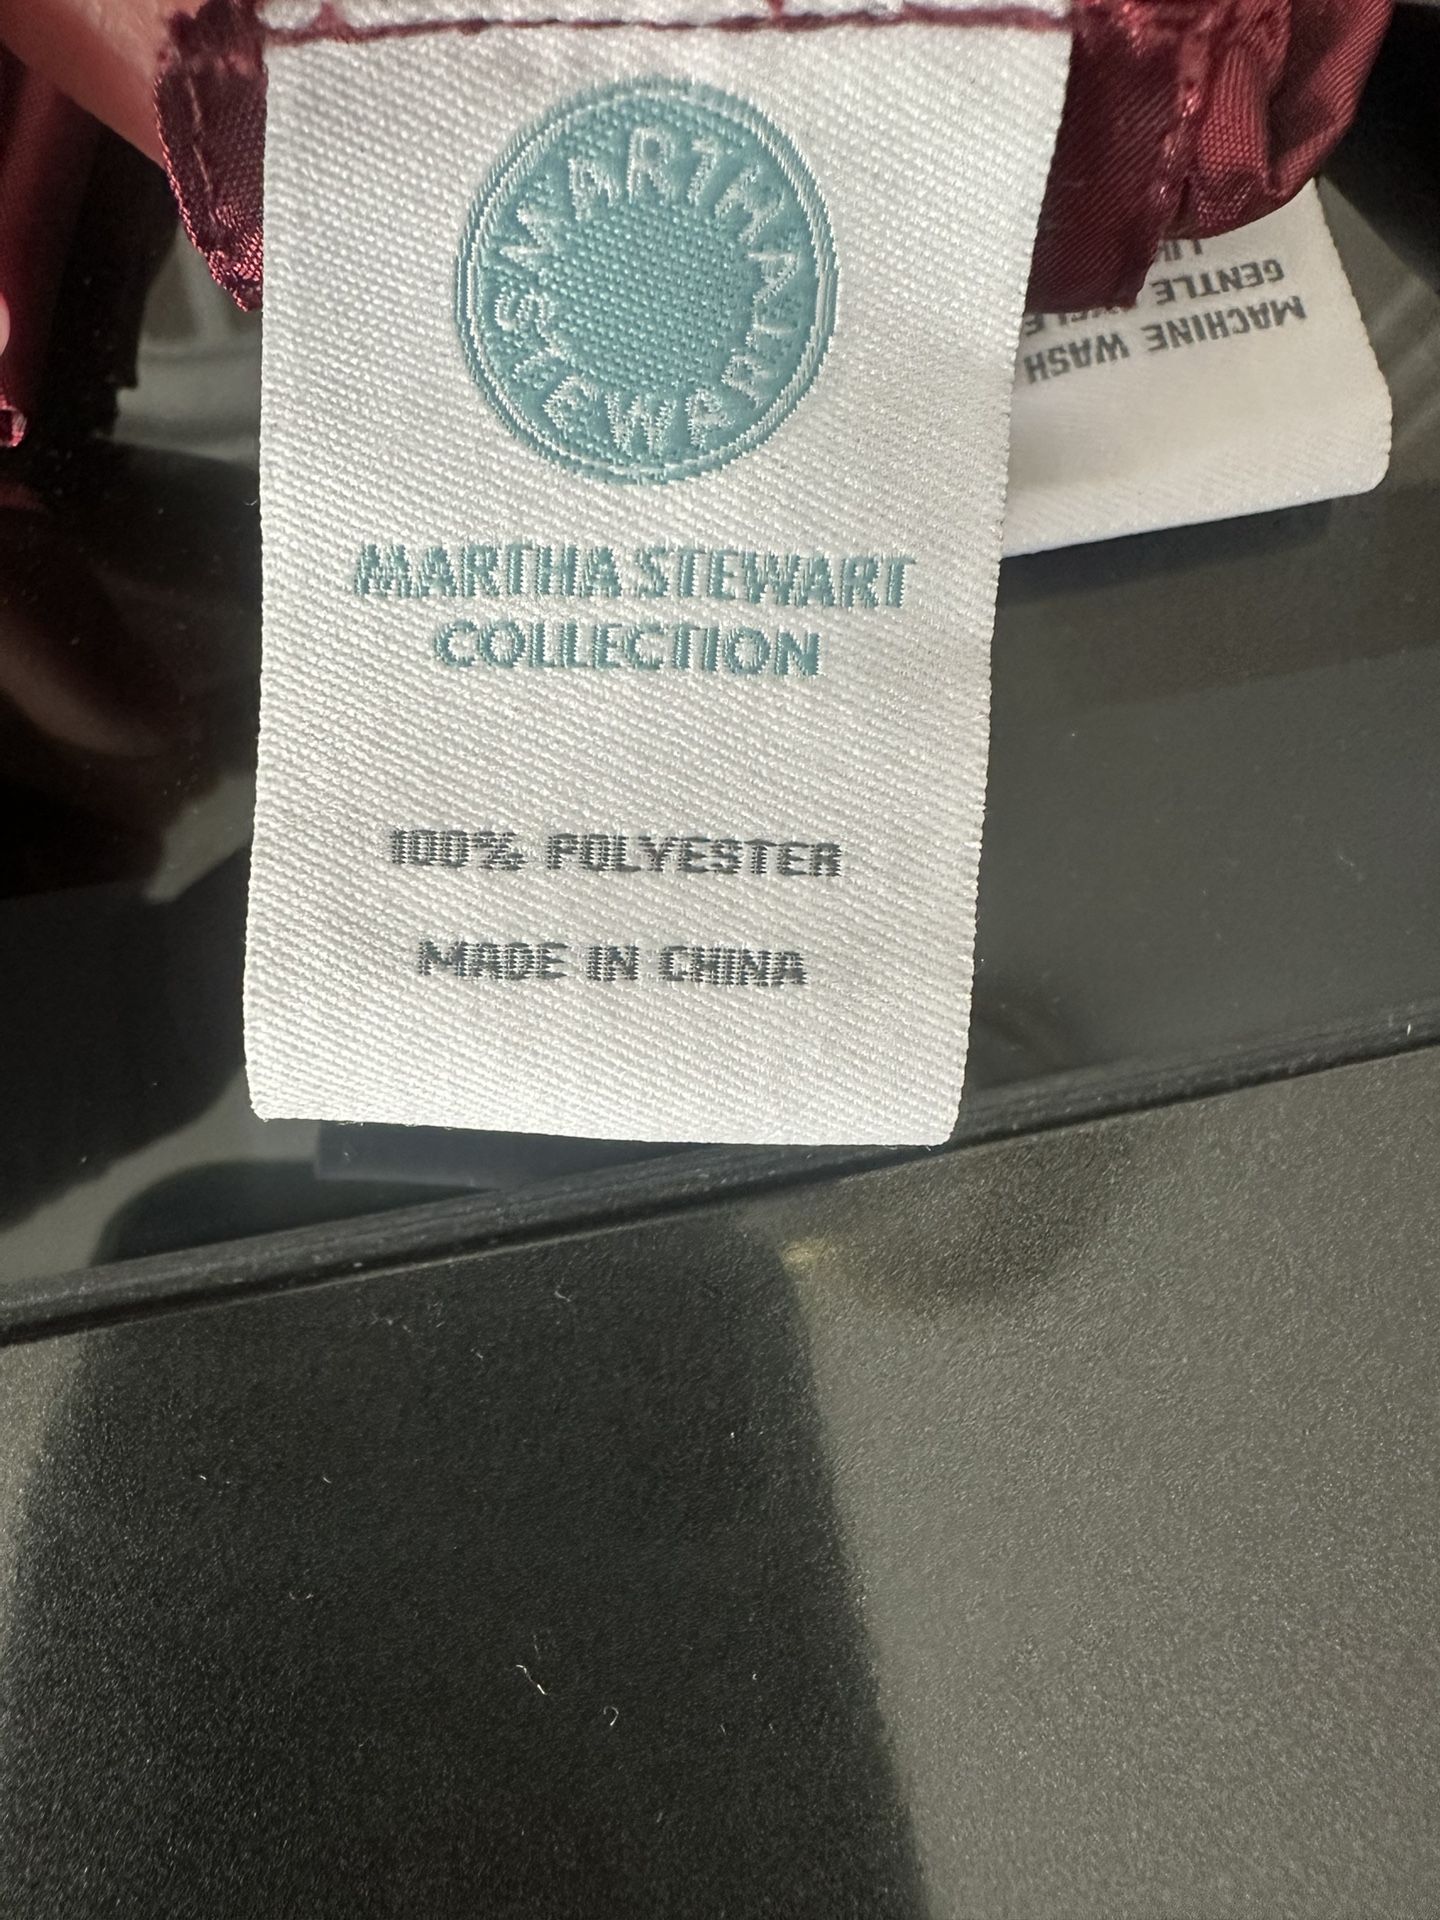 MARTHA STEWART
MARTHA STEWART
COLLECTION
100% POLYESTER
MADE IN CHINA
MACHINE WASH
GENTLE